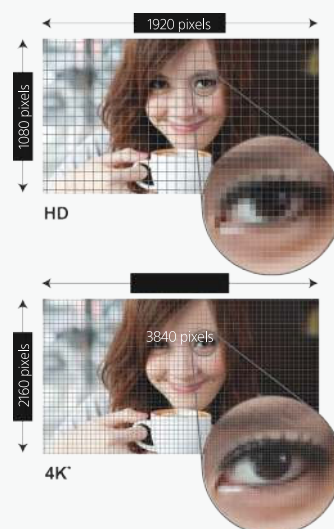 1920 pixels
1080 pixels
HD
3840 pixels
2160 pixels
4K*